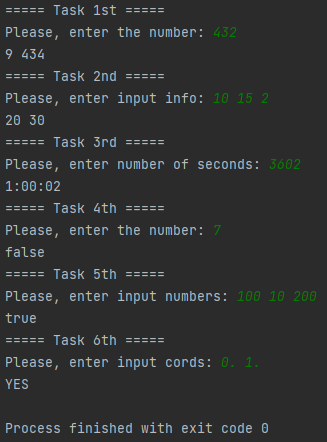 ===== Task 1st =====
Please, enter the number: 432
9 434
===== Task 2nd =====
Please, enter input info: 10 15 2
20 30
===== Task 3rd =====
Please, enter number of seconds: 3602
1:00:02
===== Task 4th =====
Please, enter the number: 7
false
===== Task 5th =====
Please, enter input numbers: 100 10 200
true
===== Task 6th =====
Please, enter input cords: 0. 1.
YES
Process finished with exit code 0